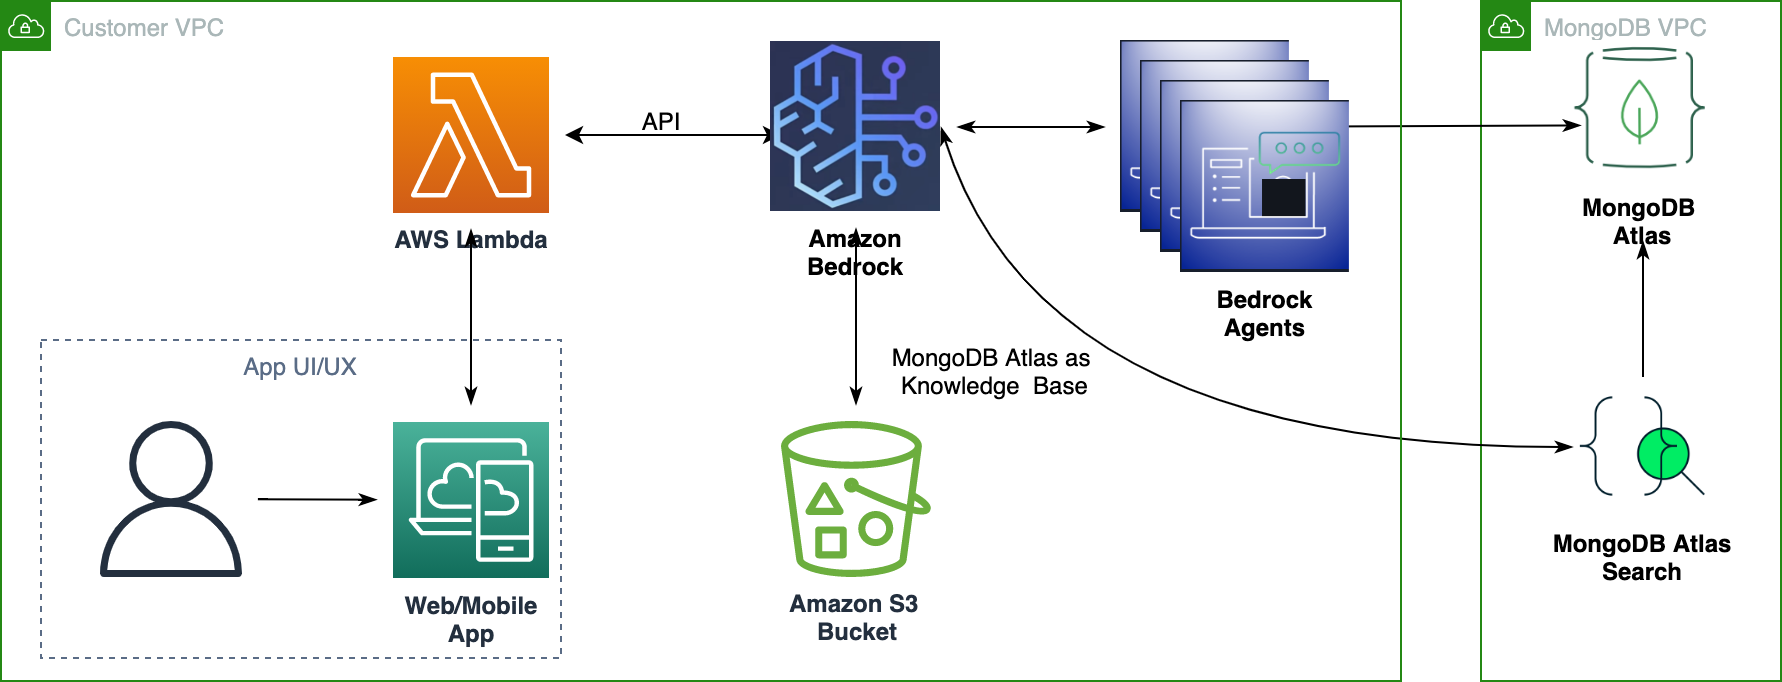 Customer VPC
MongoDB VPC
API
AWS Lambda
Amazon
Bedrock
Bedrock
Agents
MongoDB
Atlas
App UI/UX
MongoDB Atlas as
Knowledge Base
Web/Mobile
App
Amazon S3
Bucket
MongoDB Atlas
Search